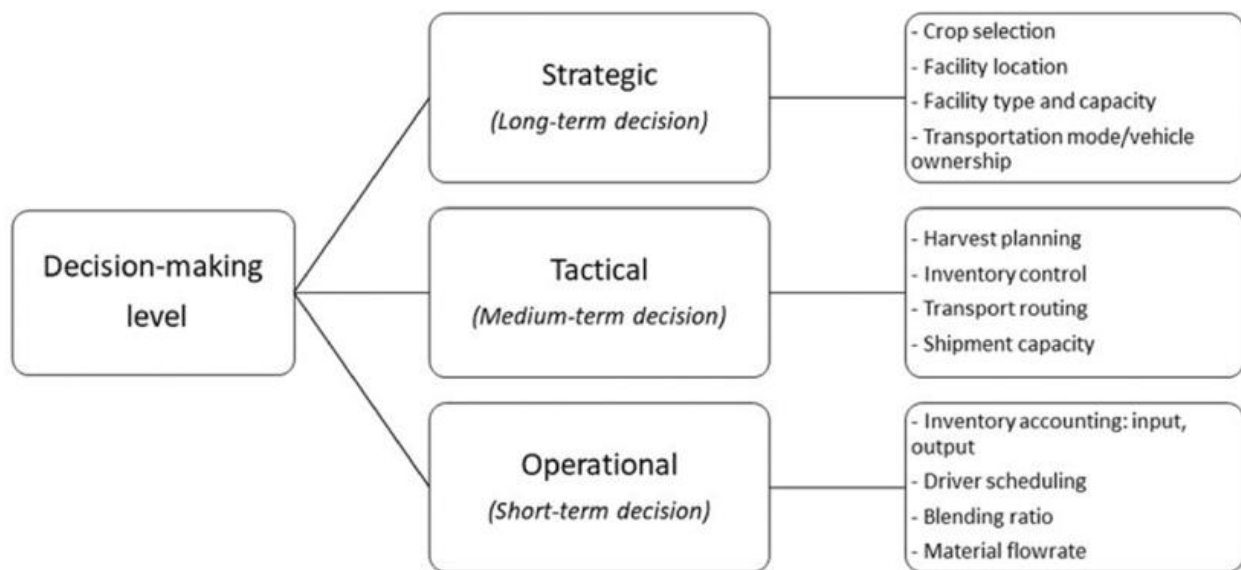 Decision-making
level
Strategic
(Long-term decision)
- Crop selection
- Facility location
- Facility type and capacity
- Transportation mode/vehicle
ownership
Tactical
(Medium-term decision)
- Harvest planning
- Inventory control
- Transport routing
- Shipment capacity
Operational
(Short-term decision)
- Inventory accounting: input,
output
- Driver scheduling
- Blending ratio
- Material flowrate